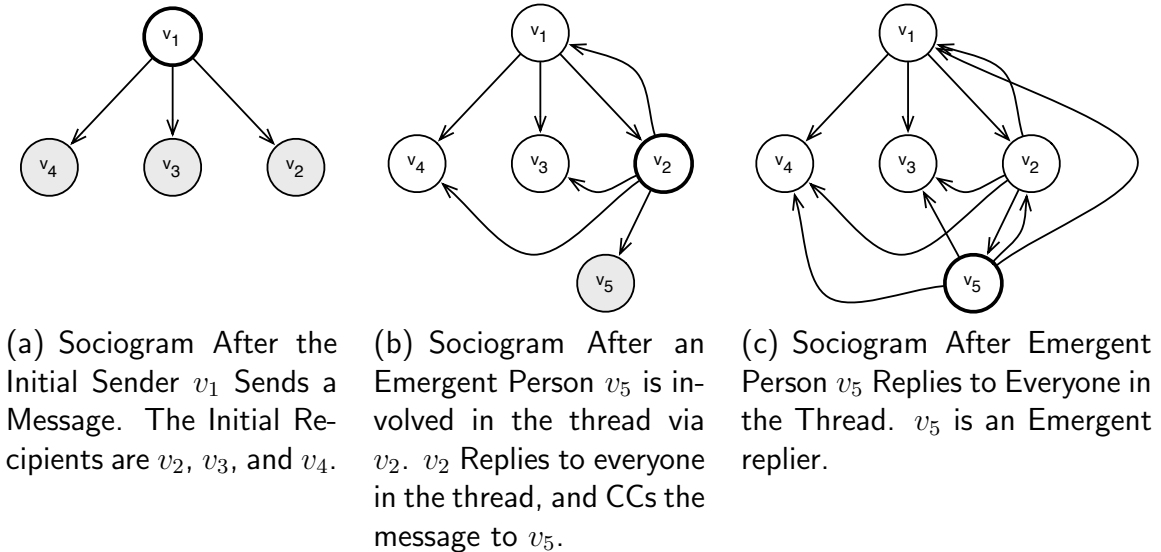 v1
v4
v3
v2
v1
v4
v3
v2
v5
v1
v4
v3
v2
v5
(a) Sociogram After the
Initial Sender v1 Sends a
Message. The Initial Re-
cipients are v2, v3, and v4.
(b) Sociogram After an
Emergent Person v5 is in-
volved in the thread via
v2. v2 Replies to everyone
in the thread, and CCs the
message to v5.
(c) Sociogram After Emergent
Person v5 Replies to Everyone in
the Thread. v5 is an Emergent
replier.